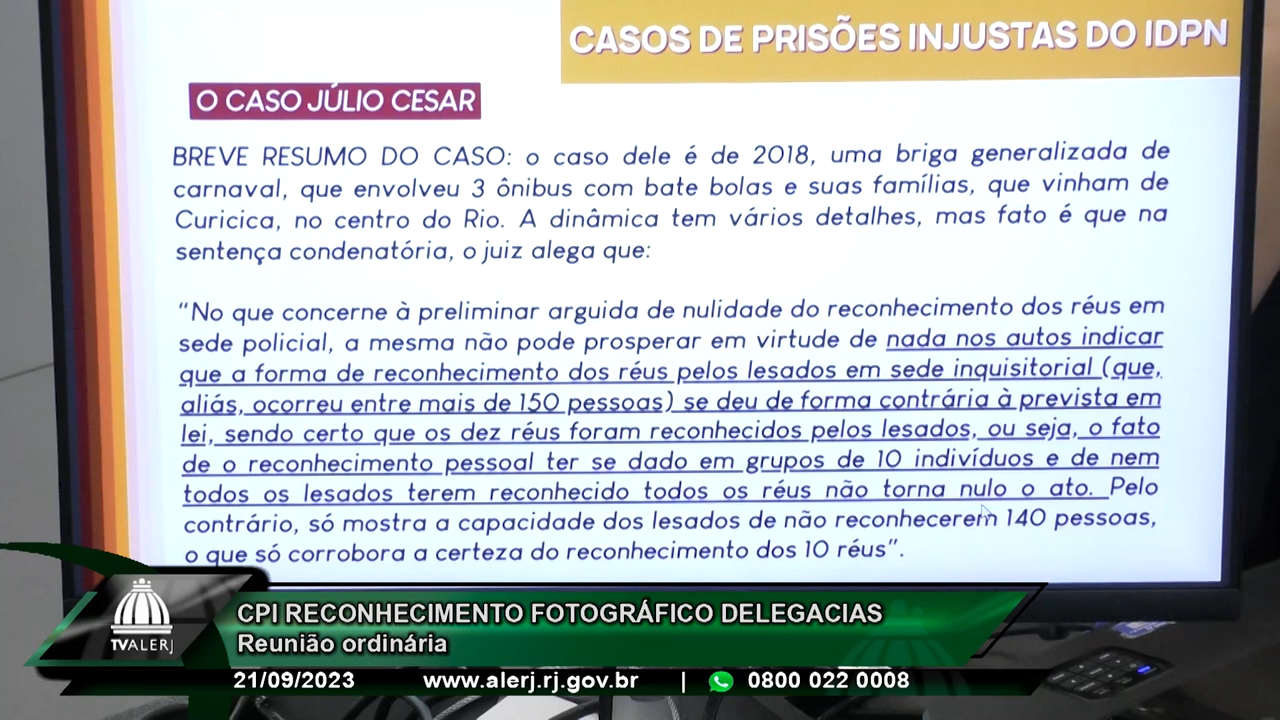 CASOS DE PRISÕES INJUSTAS DO IDPN
O CASO JÚLIO CESAR
BREVE RESUMO DO CASO: o caso dele é de 2018, uma briga generalizada de
carnaval, que envolveu 3 ônibus com bate bolas e suas famílias, que vinham de
Curicica, no centro do Rio. A dinâmica tem vários detalhes, mas fato é que na
sentença condenatória, o juiz alega que:
“No que concerne à preliminar arguida de nulidade do reconhecimento dos réus em
sede policial, a mesma não pode prosperar em virtude de nada nos autos indicar
que a forma de reconhecimento dos réus pelos lesados em sede inquisitorial (que,
aliás, ocorreu entre mais de 150 pessoas) se deu de forma contrária à prevista em
lei, sendo certo que os dez réus foram reconhecidos pelos lesados, ou seja, o fato
de o reconhecimento pessoal ter se dado em grupos de 10 indivíduos e de nem
todos os lesados terem reconhecido todos os réus não torna nulo o ato. Pelo
contrário, só mostra a capacidade dos lesados de não reconhecerem 140 pessoas,
o que só corrobora a certeza do reconhecimento dos 10 réus”.
CPI RECONHECIMENTO FOTOGRÁFICO DELEGACIAS
TVALERJ
Reunião ordinária
21/09/2023 www.alerj.rj.gov.br | 0800 022 0008